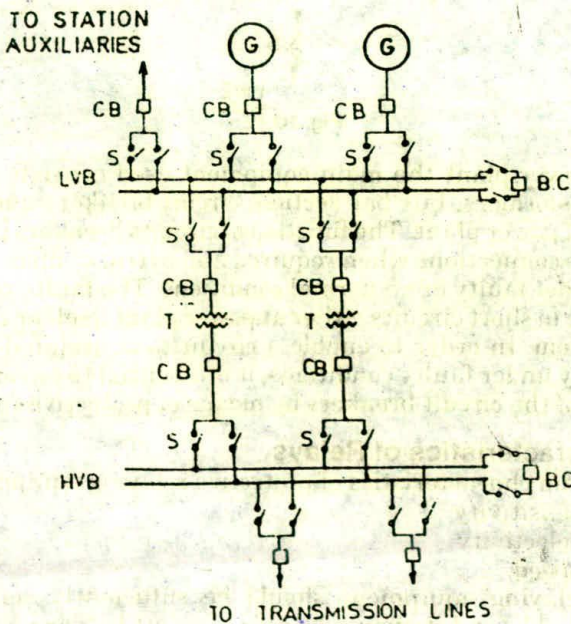 TO STATION
AUXILIARIES
G G
CB CB CB
S S S
LVB B.C
S S
CB CB
T T
CB CB
S S
HVB BC
TO TRANSMISSION LINES